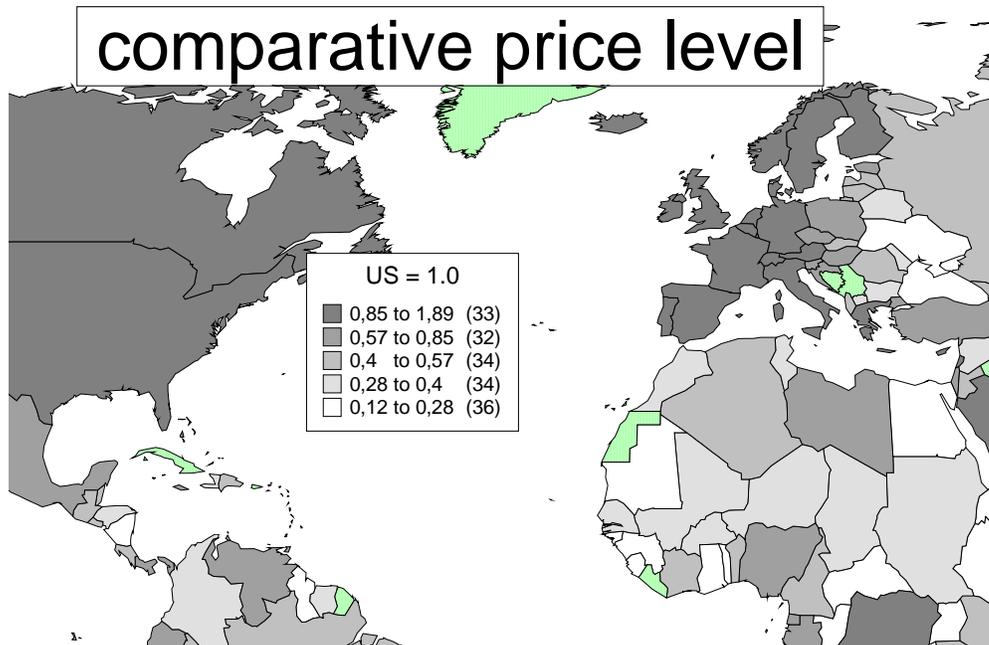 comparative price level
US = 1.0
0,85 to 1,89 (33)
0,57 to 0,85 (32)
0,4 to 0,57 (34)
0,28 to 0,4 (34)
0,12 to 0,28 (36)